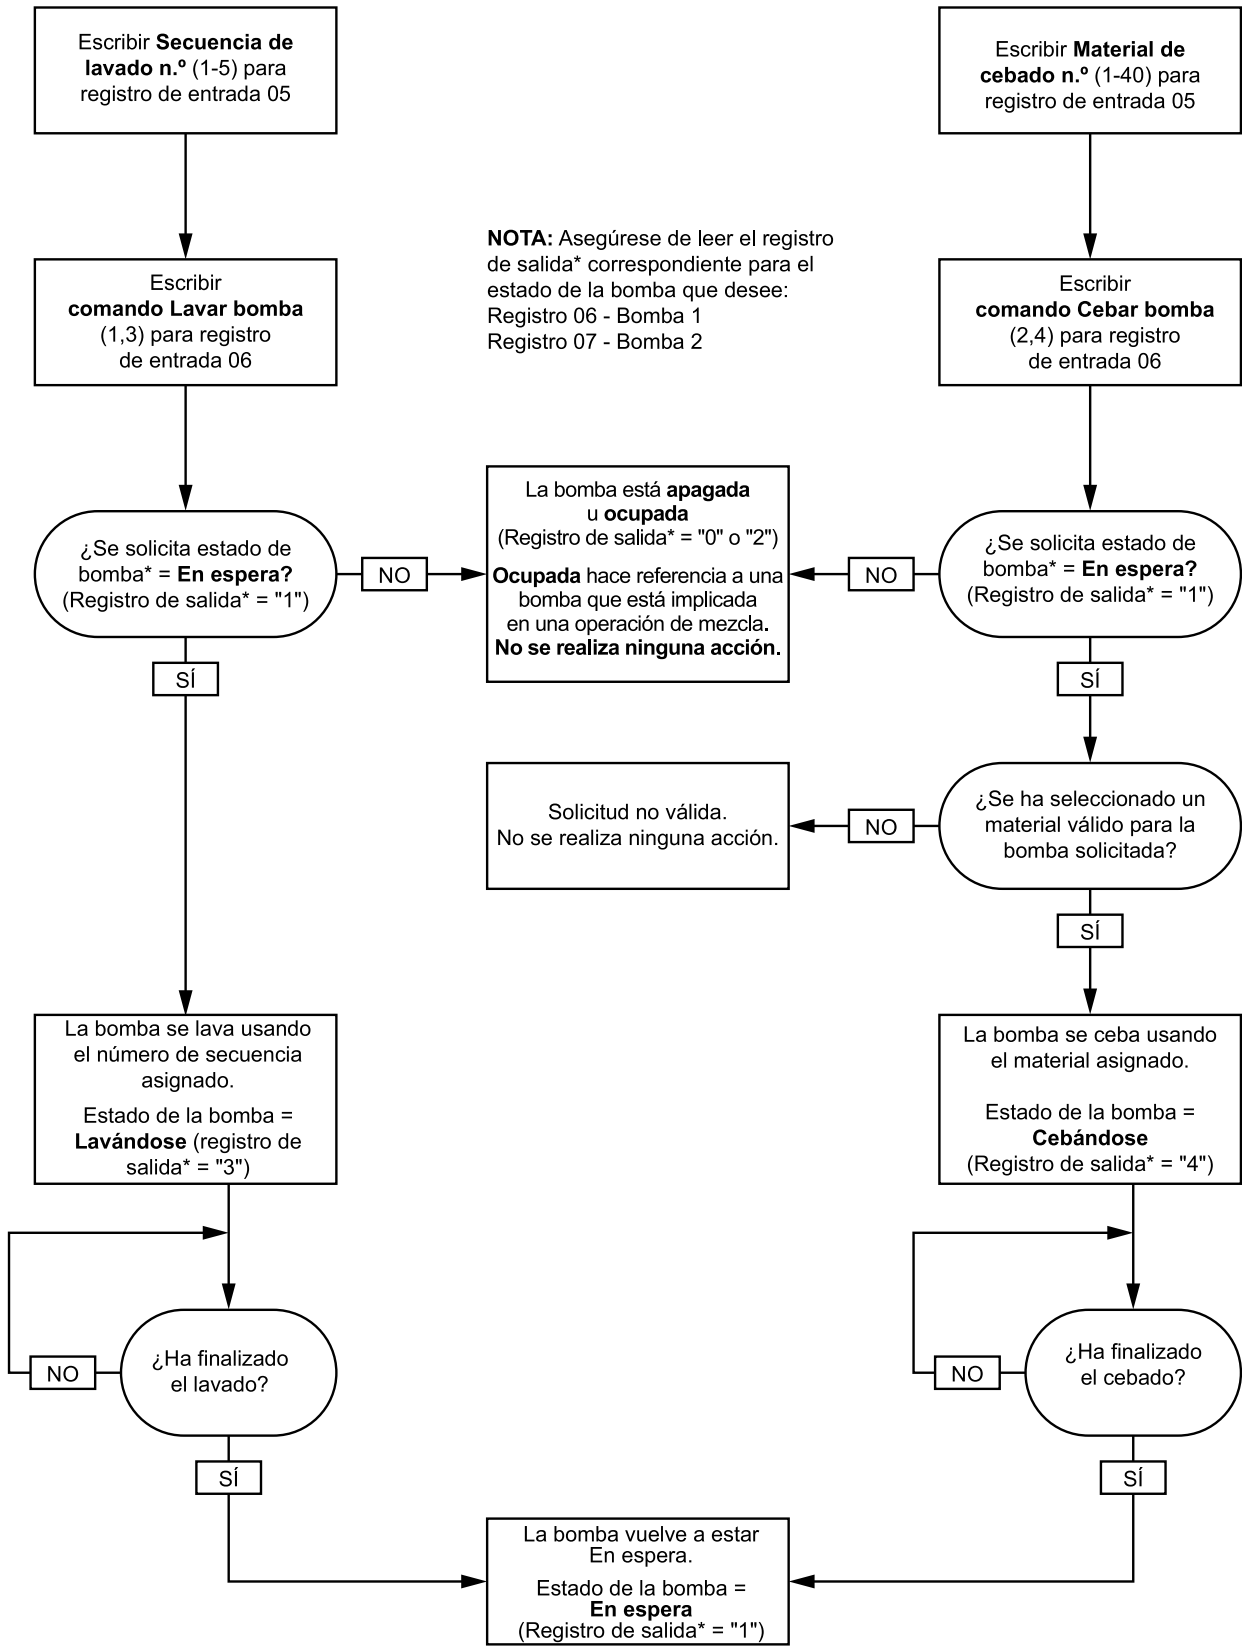 Escribir Secuencia de
lavado n.º (1-5) para
registro de entrada 05
Escribir Material de
cebado n.º (1-40) para
registro de entrada 05
NOTA: Asegúrese de leer el registro
de salida* correspondiente para el
estado de la bomba que desee:
Registro 06 - Bomba 1
Registro 07 - Bomba 2
Escribir
comando Lavar bomba
(1,3) para registro
de entrada 06
Escribir
comando Cebar bomba
(2,4) para registro
de entrada 06
¿Se solicita estado de
bomba* = En espera?
(Registro de salida* = "1")
NO
La bomba está apagada
u ocupada
(Registro de salida* = "0" o "2")
Ocupada hace referencia a una
bomba que está implicada
en una operación de mezcla.
No se realiza ninguna acción.
NO
¿Se solicita estado de
bomba* = En espera?
(Registro de salida* = "1")
SÍ
SÍ
Solicitud no válida.
No se realiza ninguna acción.
NO
¿Se ha seleccionado un
material válido para la
bomba solicitada?
SÍ
La bomba se lava usando
el número de secuencia
asignado.
Estado de la bomba =
Lavándose (registro de
salida* = "3")
La bomba se ceba usando
el material asignado.
Estado de la bomba =
Cebándose
(Registro de salida* = "4")
NO
¿Ha finalizado
el lavado?
NO
¿Ha finalizado
el cebado?
SÍ
SÍ
La bomba vuelve a estar
En espera.
Estado de la bomba =
En espera
(Registro de salida* = "1")